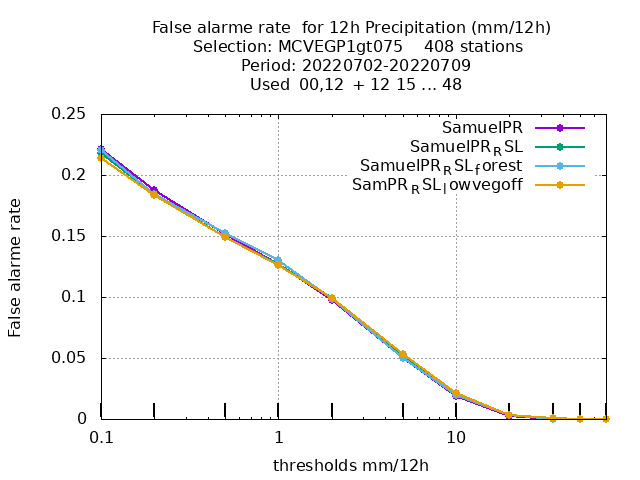 False alarme rate  for 12h Precipitation (mm/12h)
Selection: MCVEGP1gt075    408 stations
Period: 20220702-20220709
Used  00,12  + 12 15 ... 48
SamuelPR
SamuelPR_RSL
SamuelPR_RSL_forest
SamPR_RSL_lowvegoff
False alarme rate
0.25
0.2
0.15
0.1
0.05
0
0.1 1 10
thresholds mm/12h